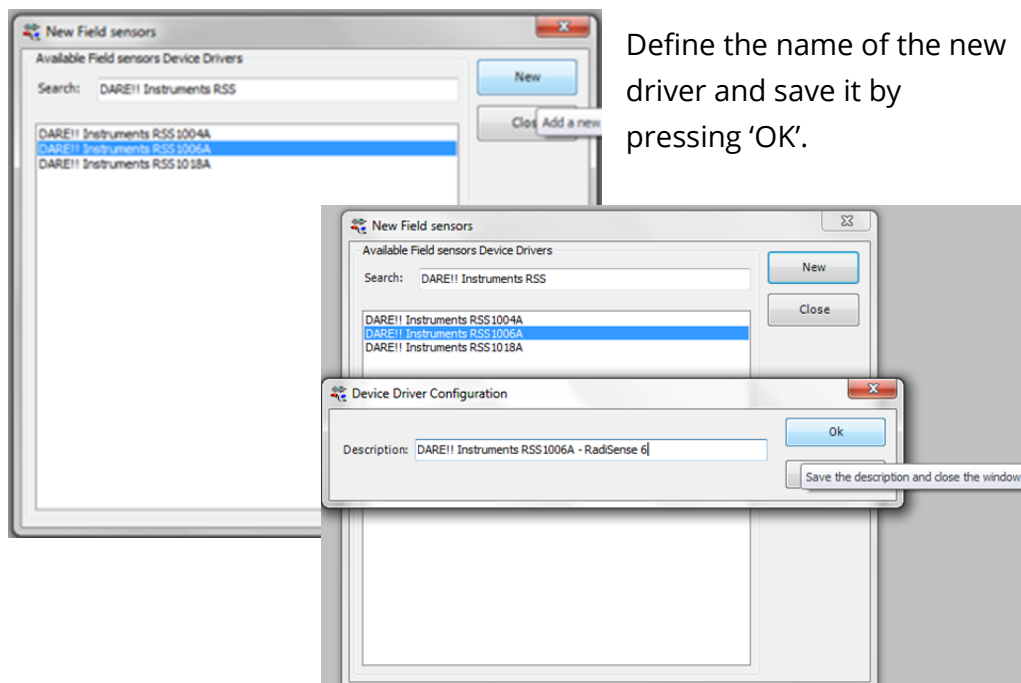 New Field sensors
Available Field sensors Device Drivers
Search: DARE!! Instruments RSS
New
Clos
Add a new
DARE!! Instruments RSS1004A
DARE!! Instruments RSS1006A
DARE!! Instruments RSS1018A
Define the name of the new
driver and save it by
pressing ‘OK’.
New Field sensors
Available Field sensors Device Drivers
Search: DARE!! Instruments RSS
New
Close
DARE!! Instruments RSS1004A
DARE!! Instruments RSS1006A
DARE!! Instruments RSS1018A
Device Driver Configuration
Description: DARE!! Instruments RSS1006A - RadiSense 6
Ok
Save the description and close the window